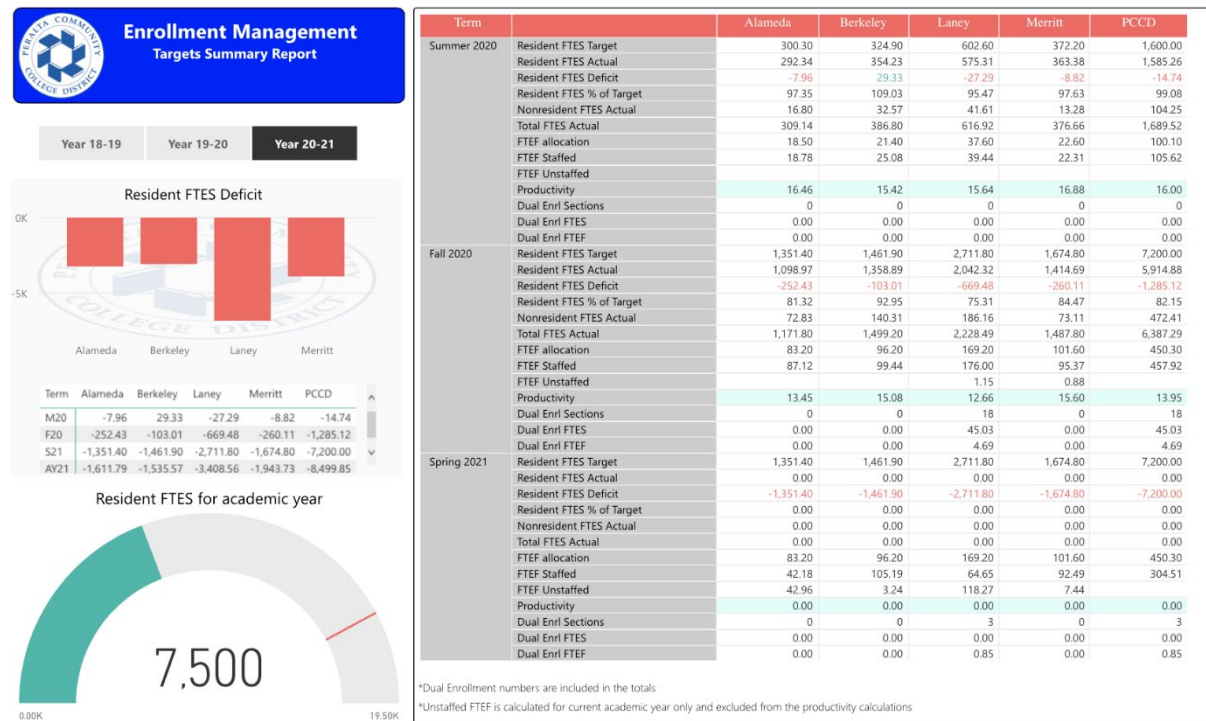 PERALTA COMMUNITY COLLEGE DISTRICT
Enrollment Management
Targets Summary Report
Year 18-19 Year 19-20 Year 20-21
Resident FTES Deficit
0K
-5K
COLLEGE DISTRICT
Alameda Berkeley Laney Merritt
Term Alameda Berkeley Laney Merritt PCCD
M20 -7.96 29.33 -27.29 -8.82 -14.74
F20 -252.43 -103.01 -669.48 -260.11 -1,285.12
S21 -1,351.40 -1,461.90 -2,711.80 -1,674.80 -7,200.00
AY21 -1,611.79 -1,535.57 -3,408.56 -1,943.73 -8,499.85
Resident FTES for academic year
7,500
0.00K 19.50K
Term Alameda Berkeley Laney Merritt PCCD
Summer 2020 Resident FTES Target 300.30 324.90 602.60 372.20 1,600.00
Resident FTES Actual 292.34 354.23 575.31 363.38 1,585.26
Resident FTES Deficit -7.96 29.33 -27.29 -8.82 -14.74
Resident FTES % of Target 97.35 109.03 95.47 97.63 99.08
Nonresident FTES Actual 16.80 32.57 41.61 13.28 104.25
Total FTES Actual 309.14 386.80 616.92 376.66 1,689.52
FTEF allocation 18.50 21.40 37.60 22.60 100.10
FTEF Staffed 18.78 25.08 39.44 22.31 105.62
FTEF Unstaffed
Productivity 16.46 15.42 15.64 16.88 16.00
Dual Enrl Sections 0 0 0 0 0
Dual Enrl FTES 0.00 0.00 0.00 0.00 0.00
Dual Enrl FTEF 0.00 0.00 0.00 0.00 0.00
Fall 2020 Resident FTES Target 1,351.40 1,461.90 2,711.80 1,674.80 7,200.00
Resident FTES Actual 1,098.97 1,358.89 2,042.32 1,414.69 5,914.88
Resident FTES Deficit -252.43 -103.01 -669.48 -260.11 -1,285.12
Resident FTES % of Target 81.32 92.95 75.31 84.47 82.15
Nonresident FTES Actual 72.83 140.31 186.16 73.11 472.41
Total FTES Actual 1,171.80 1,499.20 2,228.49 1,487.80 6,387.29
FTEF allocation 83.20 96.20 169.20 101.60 450.30
FTEF Staffed 87.12 99.44 176.00 95.37 457.92
FTEF Unstaffed 1.15 0.88
Productivity 13.45 15.08 12.66 15.60 13.95
Dual Enrl Sections 0 0 18 0 18
Dual Enrl FTES 0.00 0.00 45.03 0.00 45.03
Dual Enrl FTEF 0.00 0.00 4.69 0.00 4.69
Spring 2021 Resident FTES Target 1,351.40 1,461.90 2,711.80 1,674.80 7,200.00
Resident FTES Actual 0.00 0.00 0.00 0.00 0.00
Resident FTES Deficit -1,351.40 -1,461.90 -2,711.80 -1,674.80 -7,200.00
Resident FTES % of Target 0.00 0.00 0.00 0.00 0.00
Nonresident FTES Actual 0.00 0.00 0.00 0.00 0.00
Total FTES Actual 0.00 0.00 0.00 0.00 0.00
FTEF allocation 83.20 96.20 169.20 101.60 450.30
FTEF Staffed 42.18 105.19 64.65 92.49 304.51
FTEF Unstaffed 42.96 3.24 118.27 7.44
Productivity 0.00 0.00 0.00 0.00 0.00
Dual Enrl Sections 0 0 3 0 3
Dual Enrl FTES 0.00 0.00 0.00 0.00 0.00
Dual Enrl FTEF 0.00 0.00 0.85 0.00 0.85
*Dual Enrollment numbers are included in the totals
*Unstaffed FTEF is calculated for current academic year only and excluded from the productivity calculations